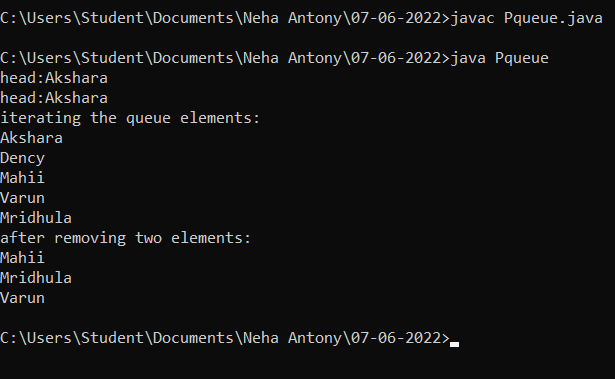 C:\Users\Student\Documents\Neha Antony\07-06-2022>javac Pqueue.java
C:\Users\Student\Documents\Neha Antony\07-06-2022>java Pqueue
head:Akshara
head:Akshara
iterating the queue elements:
Akshara
Dency
Mahii
Varun
Mridhula
after removing two elements:
Mahii
Mridhula
Varun
C:\Users\Student\Documents\Neha Antony\07-06-2022>